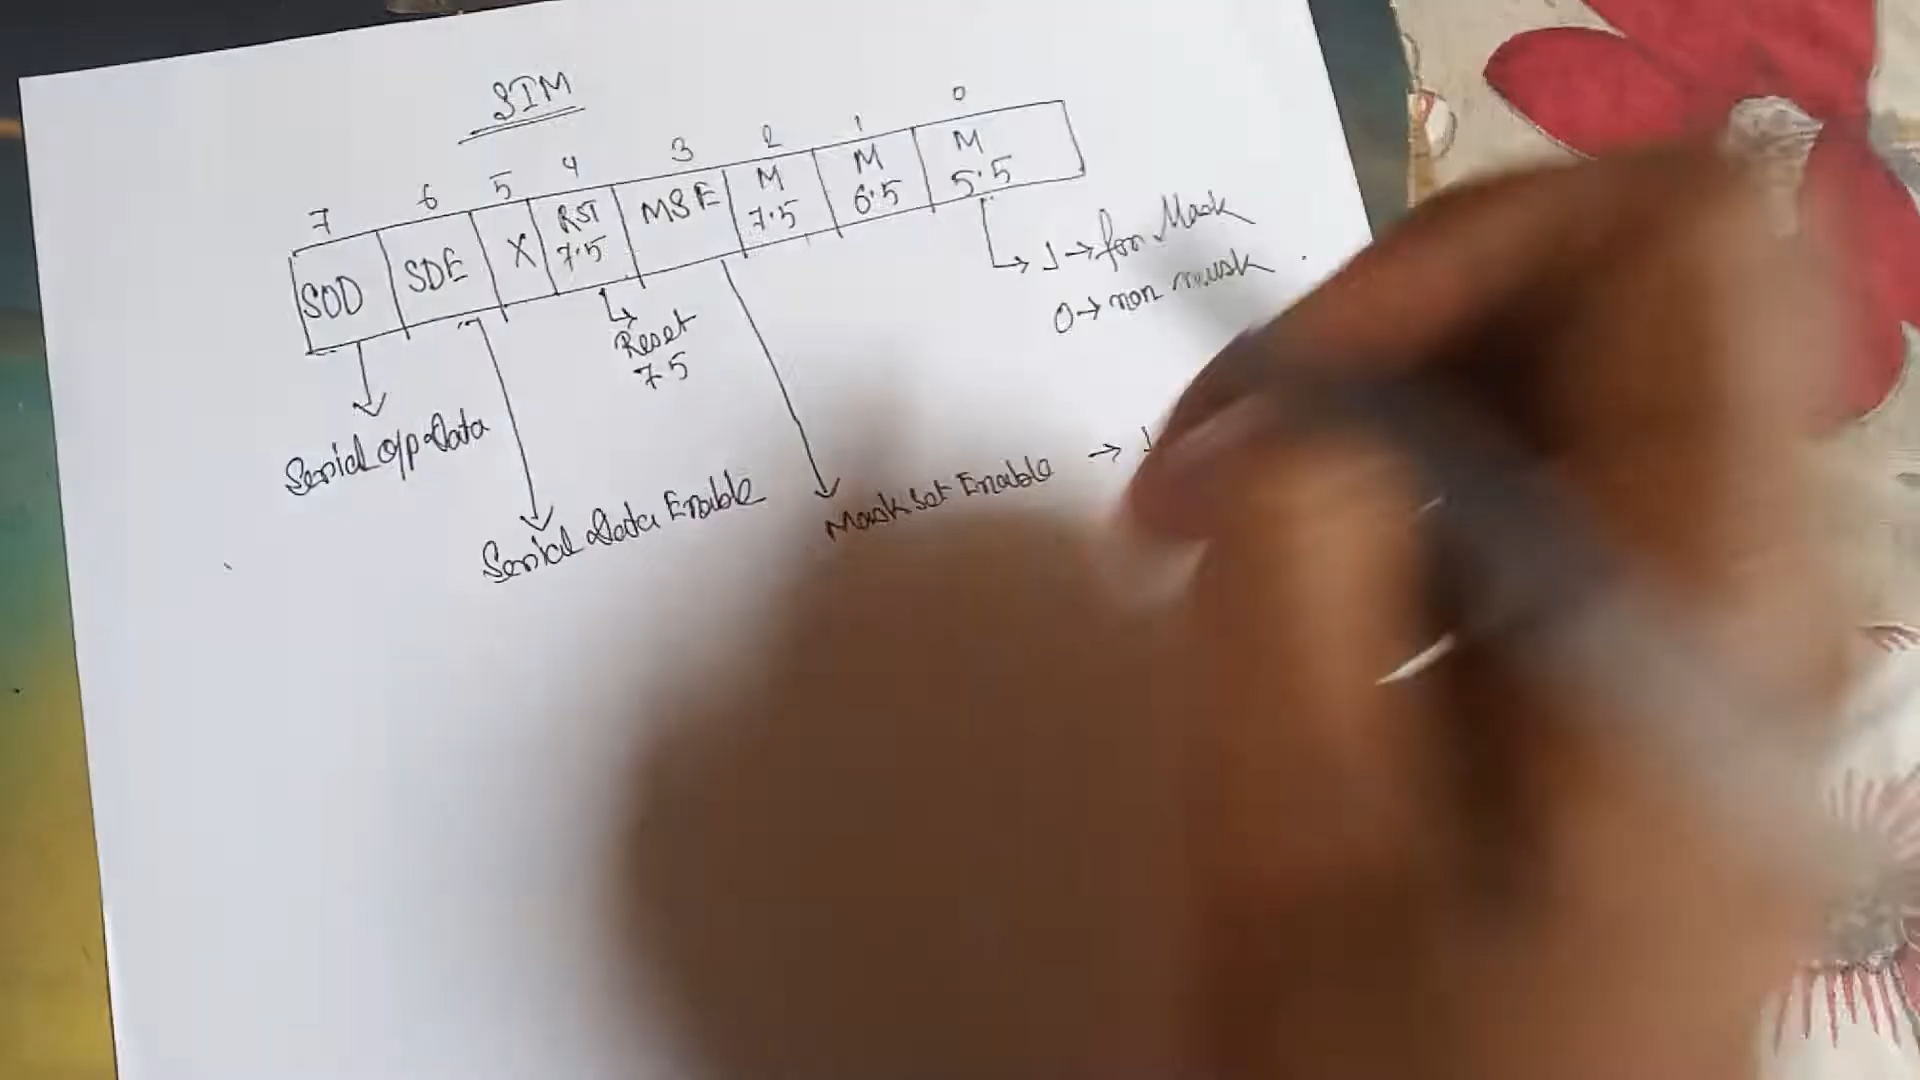 SIM
7 6 5 4 3 2 1 0
SOD SDE X RST 7.5 MSE M 7.5 M 6.5 M 5.5
↳ 1 → for Mask
0 → non mask .
↳ Reset
7.5
Serial o/p Data
Serial Data Enable
Mask Set Enable → 1